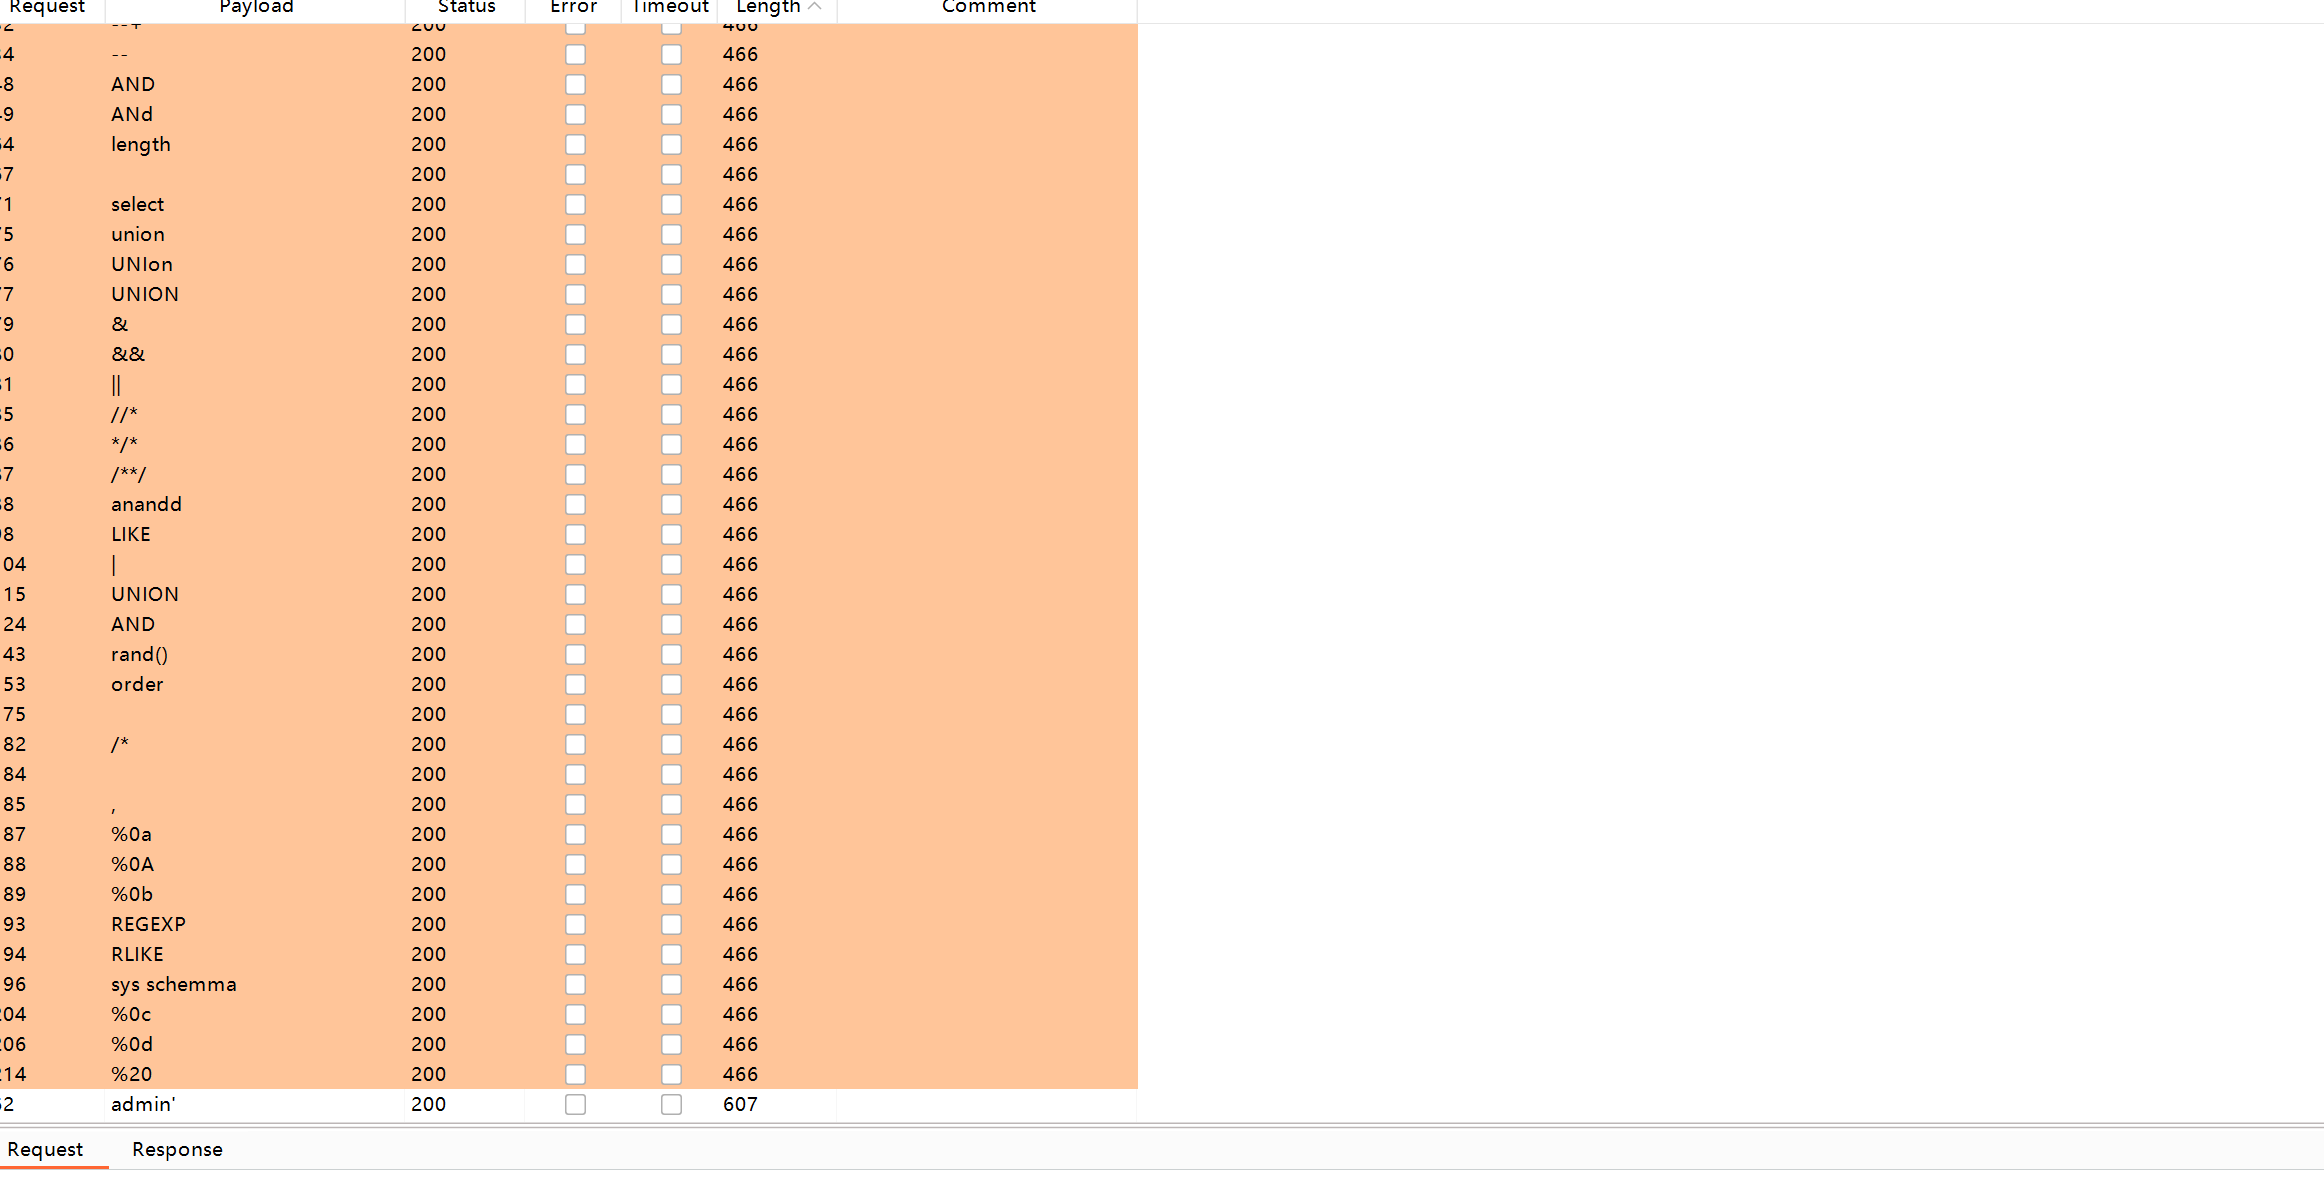 Request Payload Status Error Timeout Length Comment
2 --+ 200 466
4 -- 200 466
8 AND 200 466
9 ANd 200 466
4 length 200 466
7 200 466
1 select 200 466
5 union 200 466
6 UNIon 200 466
7 UNION 200 466
9 & 200 466
0 && 200 466
1 || 200 466
5 //* 200 466
6 */* 200 466
7 /**/ 200 466
8 anandd 200 466
8 LIKE 200 466
04 | 200 466
15 UNION 200 466
24 AND 200 466
43 rand() 200 466
53 order 200 466
75 200 466
82 /* 200 466
84 200 466
85 , 200 466
87 %0a 200 466
88 %0A 200 466
89 %0b 200 466
93 REGEXP 200 466
94 RLIKE 200 466
96 sys schemma 200 466
204 %0c 200 466
206 %0d 200 466
214 %20 200 466
2 admin' 200 607
Request Response